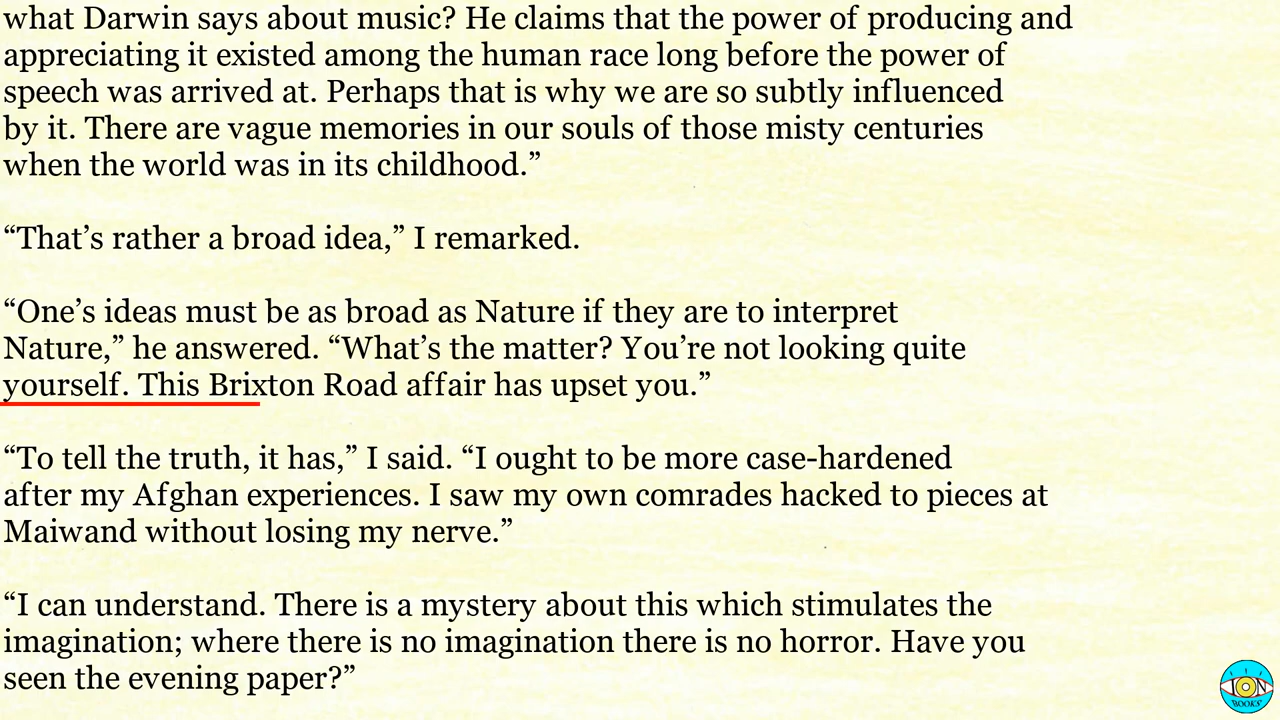 what Darwin says about music? He claims that the power of producing and
appreciating it existed among the human race long before the power of
speech was arrived at. Perhaps that is why we are so subtly influenced
by it. There are vague memories in our souls of those misty centuries
when the world was in its childhood.”
“That’s rather a broad idea,” I remarked.
“One’s ideas must be as broad as Nature if they are to interpret
Nature,” he answered. “What’s the matter? You’re not looking quite
yourself. This Brixton Road affair has upset you.”
“To tell the truth, it has,” I said. “I ought to be more case-hardened
after my Afghan experiences. I saw my own comrades hacked to pieces at
Maiwand without losing my nerve.”
“I can understand. There is a mystery about this which stimulates the
imagination; where there is no imagination there is no horror. Have you
seen the evening paper?”
ION
BOOKS